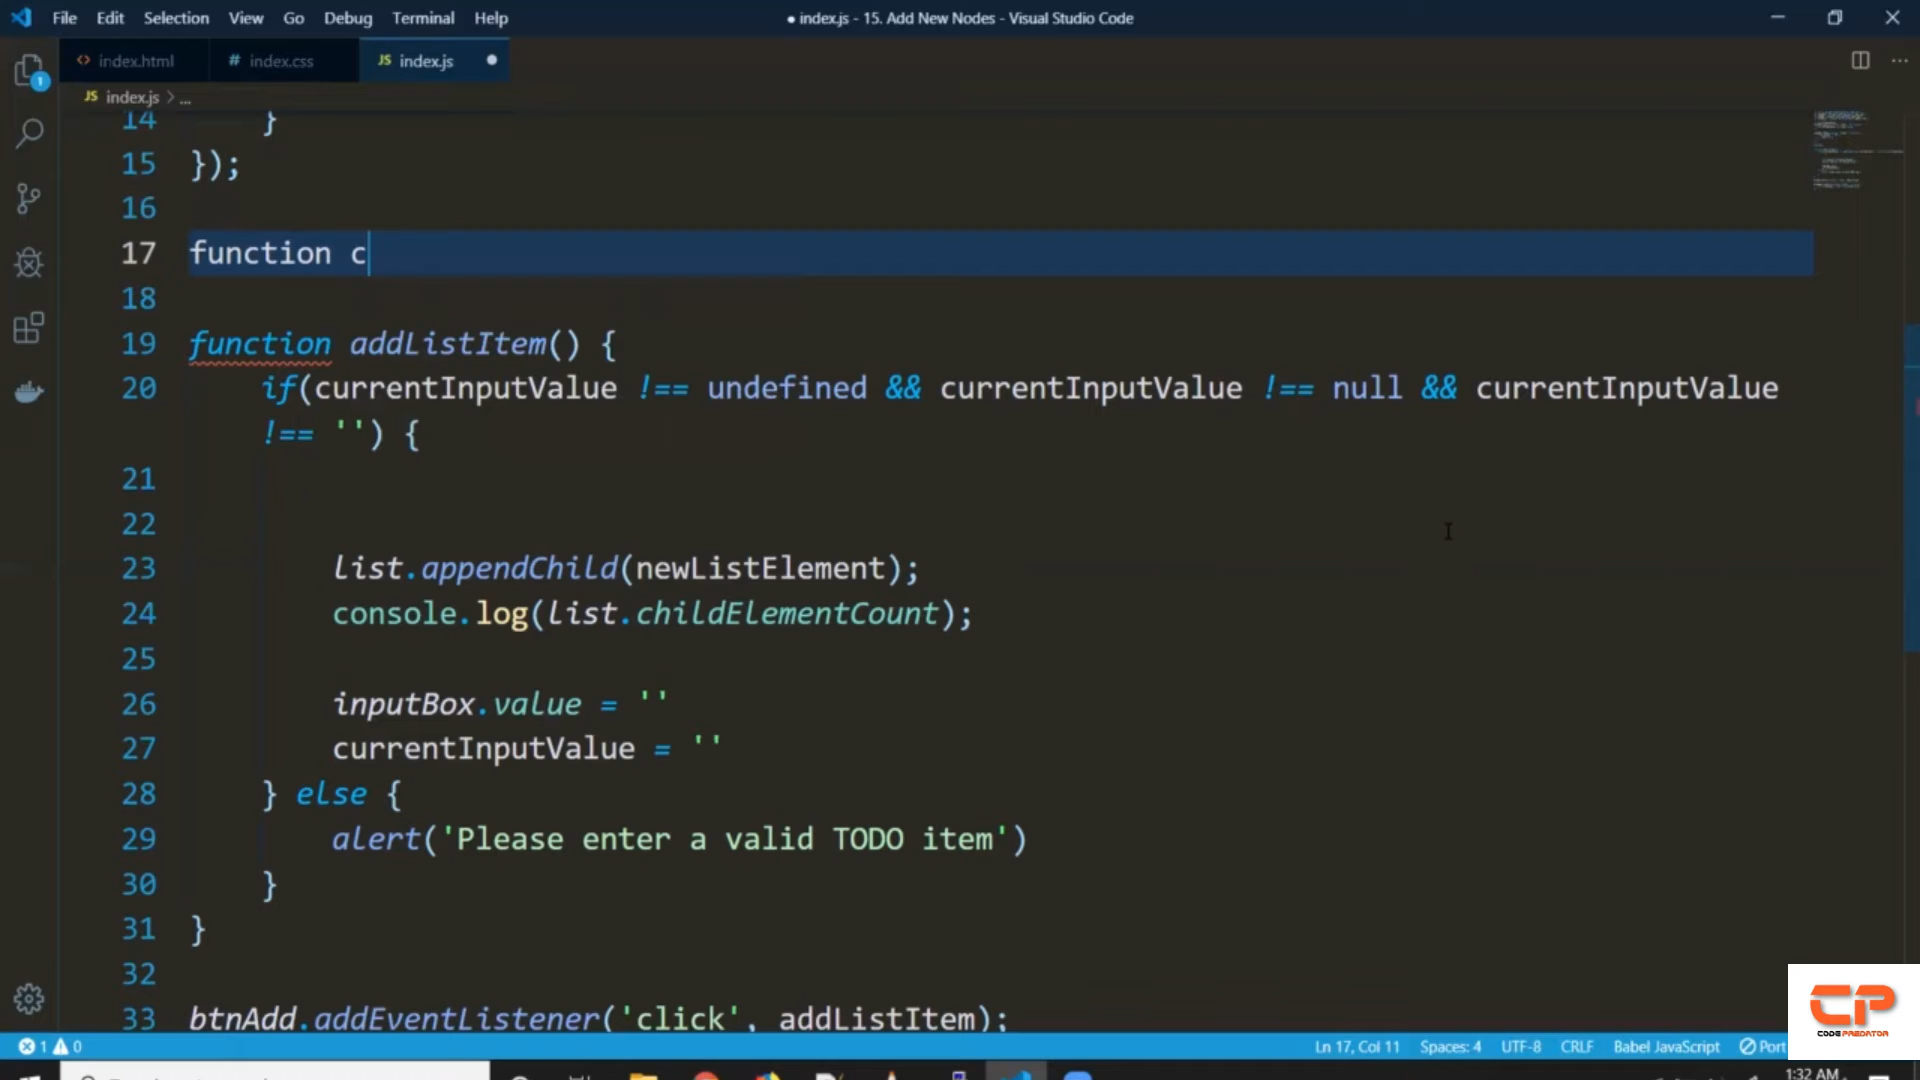 File Edit Selection View Go Debug Terminal Help
● index.js - 15. Add New Nodes - Visual Studio Code
<> index.html # index.css JS index.js ●
JS index.js > ...
14 }
15 });
16
17 function c
18
19 function addListItem() {
20 if(currentInputValue !== undefined && currentInputValue !== null && currentInputValue
!== '') {
21
22
23 list.appendChild(newListElement);
24 console.log(list.childElementCount);
25
26 inputBox.value = ''
27 currentInputValue = ''
28 } else {
29 alert('Please enter a valid TODO item')
30 }
31 }
32
33 btnAdd.addEventListener('click', addListItem);
1
CP
CODE PREDATOR
1 0 Ln 17, Col 11 Spaces: 4 UTF-8 CRLF Babel JavaScript Port
1:32 AM